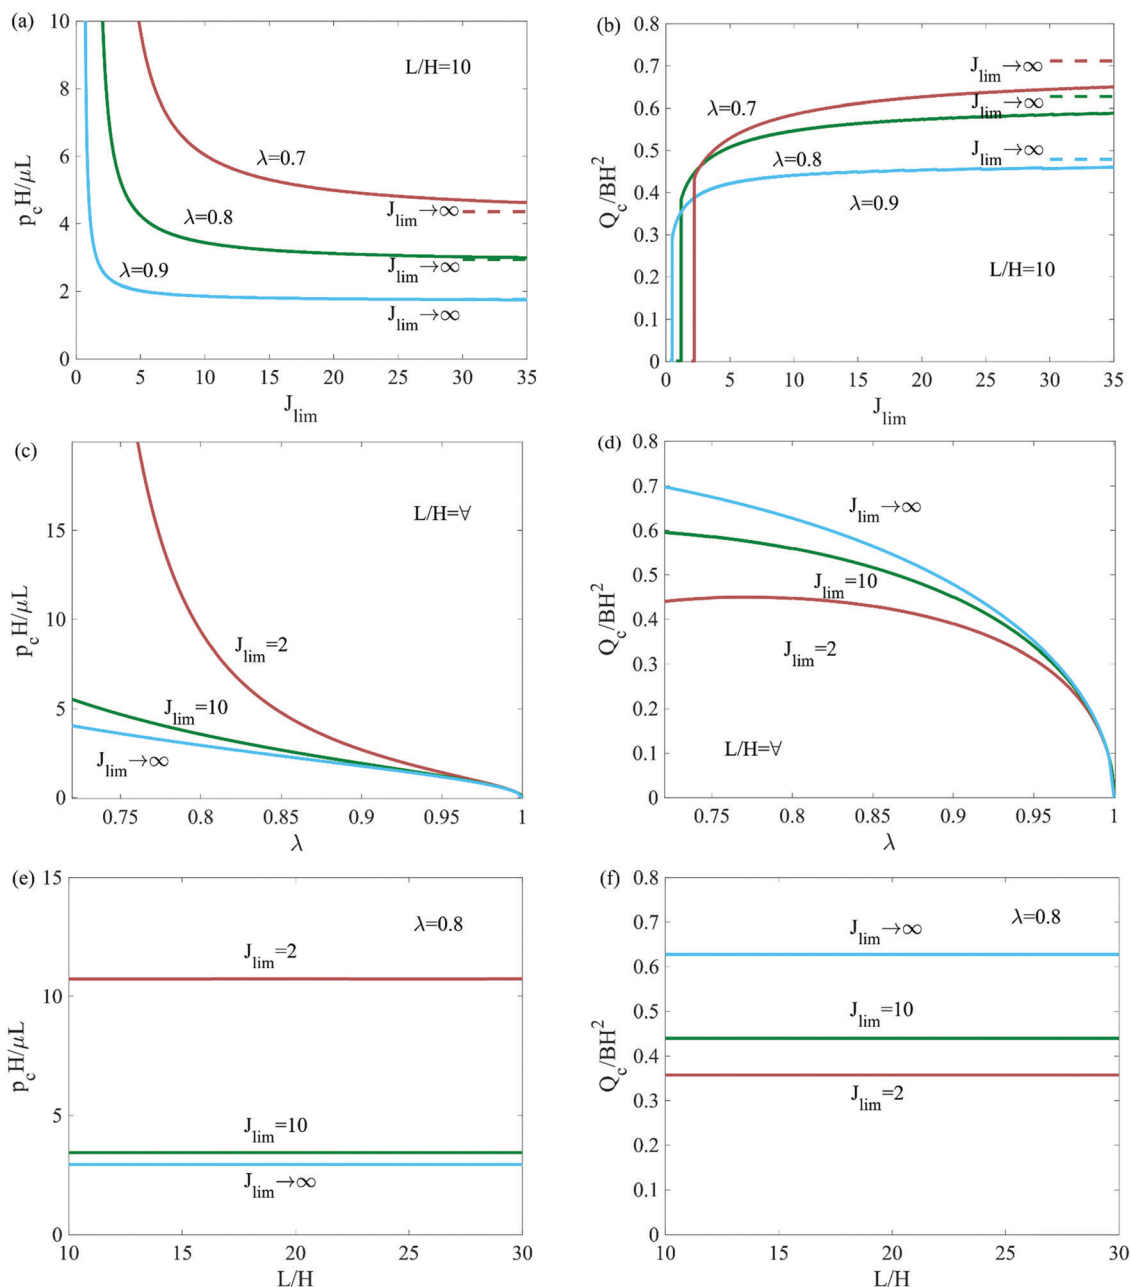 (a)
10
8
6
4
2
0
p_cH/μL
L/H=10
λ=0.7
λ=0.8
λ=0.9
J_lim→∞
J_lim→∞
J_lim→∞
0 5 10 15 20 25 30 35
J_lim
(b)
0.8
0.7
0.6
0.5
0.4
0.3
0.2
0.1
0
Q_c/BH²
J_lim→∞
λ=0.7
J_lim→∞
J_lim→∞
λ=0.8
λ=0.9
L/H=10
0 5 10 15 20 25 30 35
J_lim
(c)
15
10
5
0
p_cH/μL
L/H=∀
J_lim=2
J_lim=10
J_lim→∞
0.75 0.8 0.85 0.9 0.95 1
λ
(d)
0.8
0.7
0.6
0.5
0.4
0.3
0.2
0.1
0
Q_c/BH²
J_lim→∞
J_lim=10
J_lim=2
L/H=∀
0.75 0.8 0.85 0.9 0.95 1
λ
(e)
15
10
5
0
p_cH/μL
λ=0.8
J_lim=2
J_lim=10
J_lim→∞
10 15 20 25 30
L/H
(f)
0.8
0.7
0.6
0.5
0.4
0.3
0.2
0.1
0
Q_c/BH²
λ=0.8
J_lim→∞
J_lim=10
J_lim=2
10 15 20 25 30
L/H